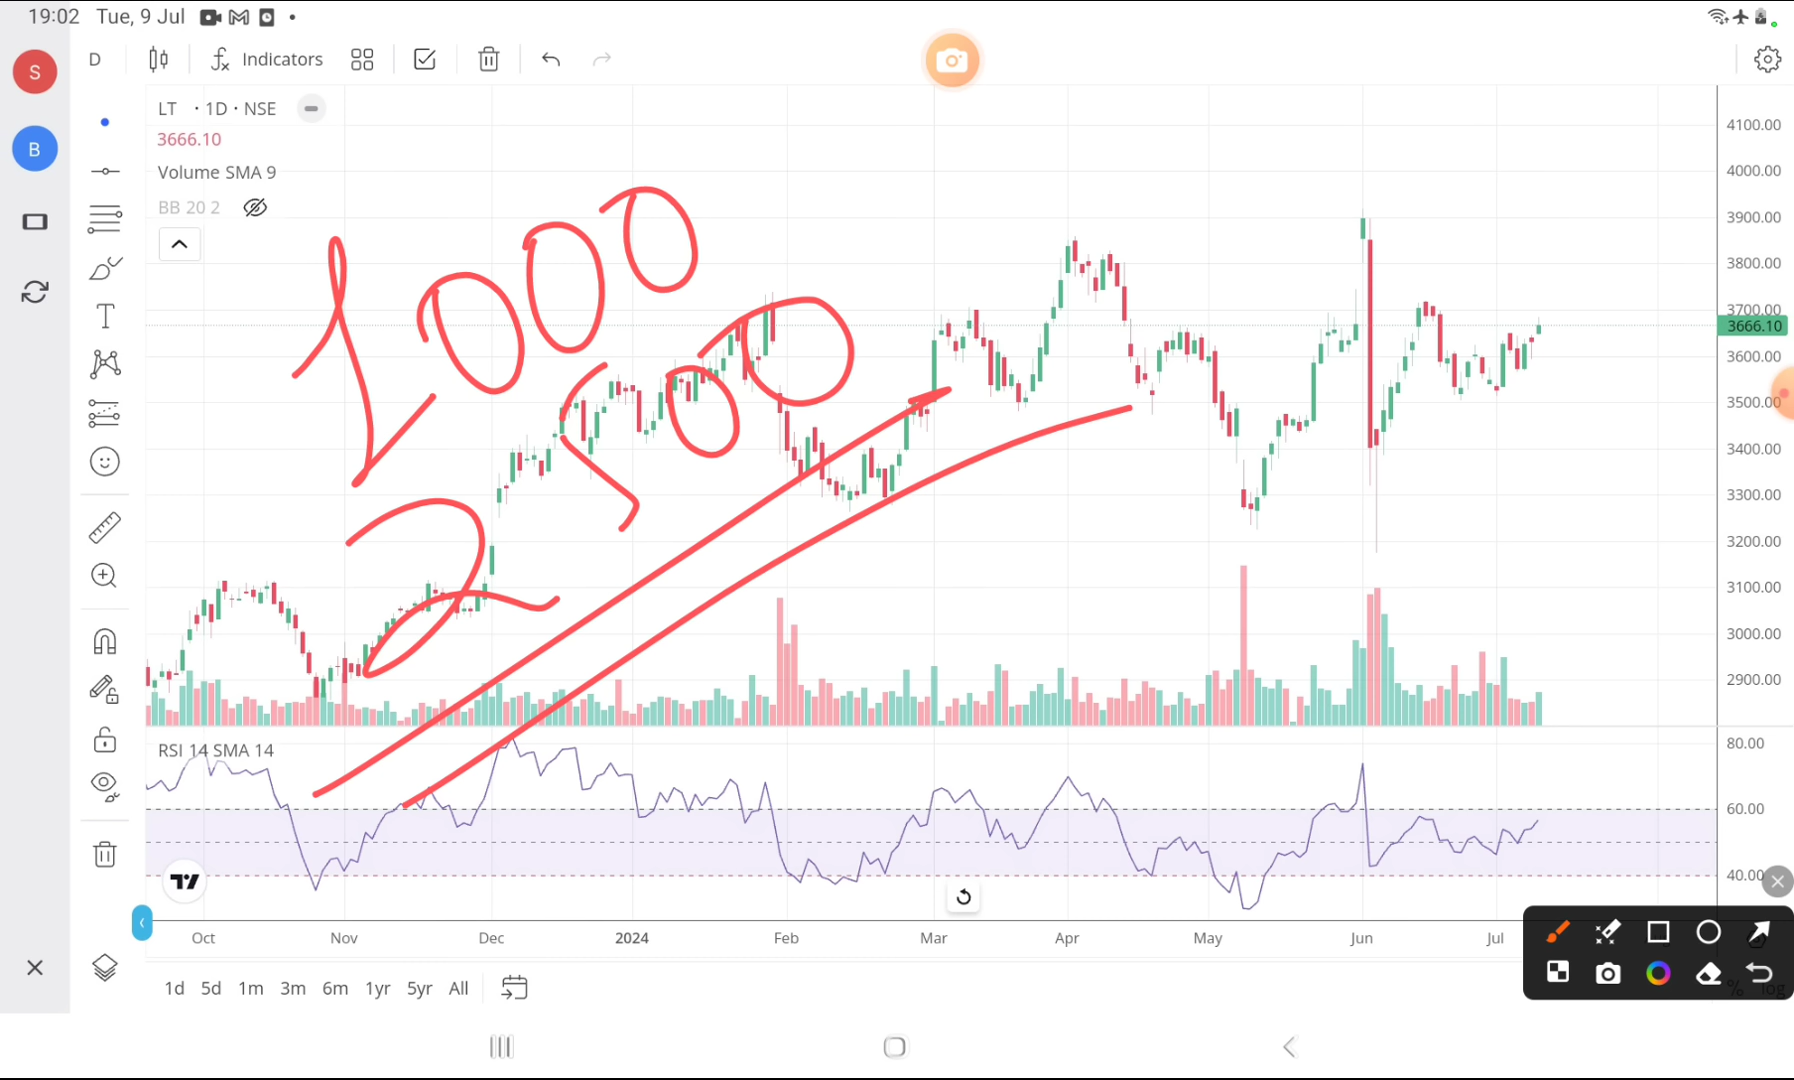 19:02 Tue, 9 Jul
S
D Indicators
B
LT · 1D · NSE
3666.10
Volume SMA 9
BB 20 2
1000
2500
4100.00
4000.00
3900.00
3800.00
3700.00
3666.10
3600.00
3500.00
3400.00
3300.00
3200.00
3100.00
3000.00
2900.00
RSI 14 SMA 14
80.00
60.00
40.00
Oct Nov Dec 2024 Feb Mar Apr May Jun Jul
1d 5d 1m 3m 6m 1yr 5yr All
% log